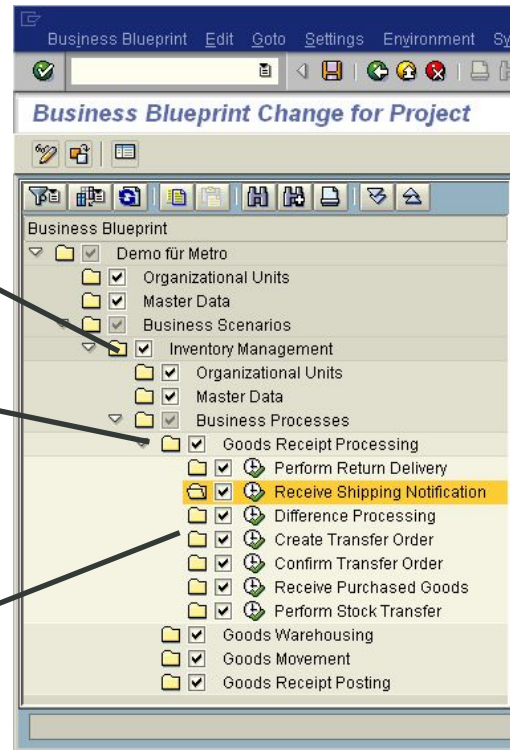 Business Blueprint Edit Goto Settings Environment Sy
Business Blueprint Change for Project
Business Blueprint
Demo für Metro
Organizational Units
Master Data
Business Scenarios
Inventory Management
Organizational Units
Master Data
Business Processes
Goods Receipt Processing
Perform Return Delivery
Receive Shipping Notification
Difference Processing
Create Transfer Order
Confirm Transfer Order
Receive Purchased Goods
Perform Stock Transfer
Goods Warehousing
Goods Movement
Goods Receipt Posting